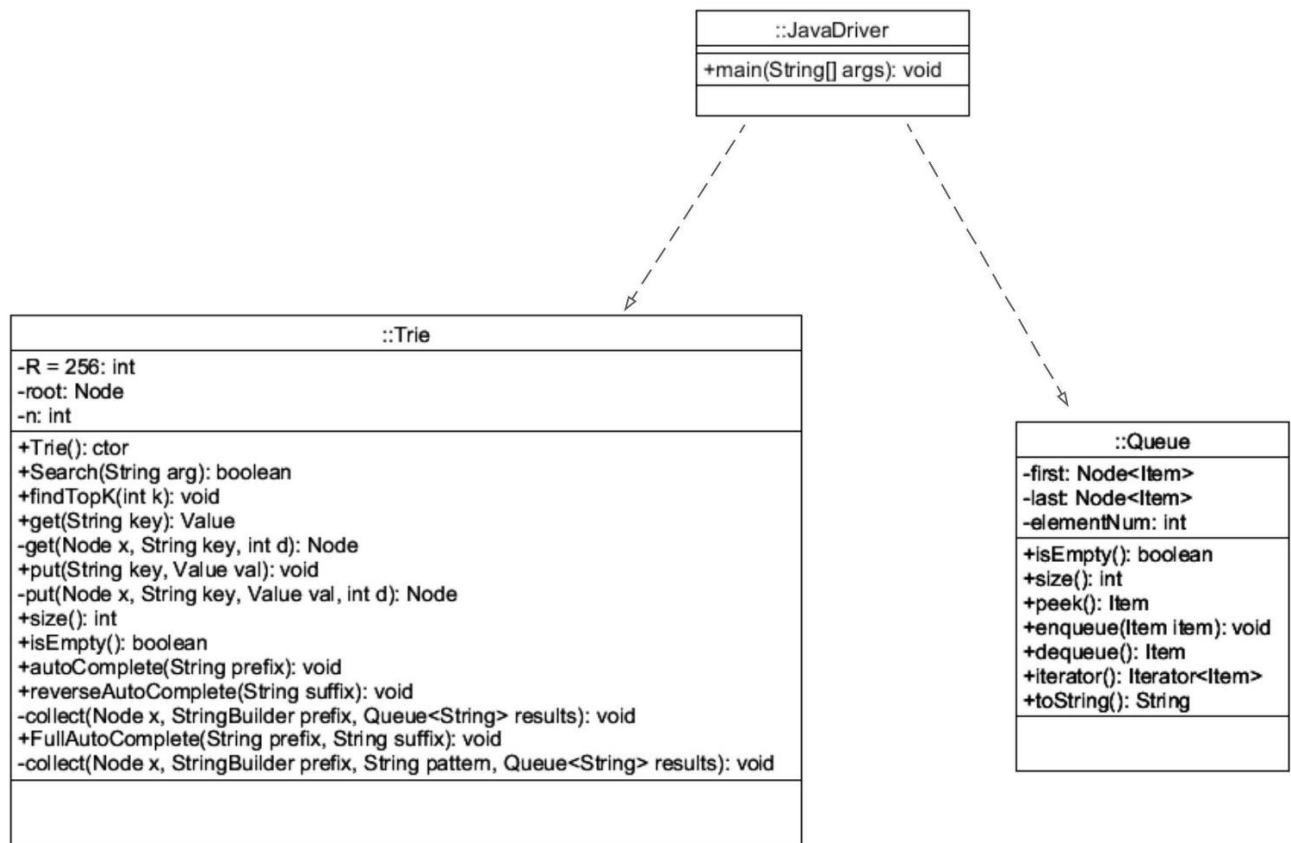 ::JavaDriver
+main(String[] args): void
::Trie
-R = 256: int
-root: Node
-n: int
+Trie(): ctor
+Search(String arg): boolean
+findTopK(int k): void
+get(String key): Value
-get(Node x, String key, int d): Node
+put(String key, Value val): void
-put(Node x, String key, Value val, int d): Node
+size(): int
+isEmpty(): boolean
+autoComplete(String prefix): void
+reverseAutoComplete(String suffix): void
-collect(Node x, StringBuilder prefix, Queue<String> results): void
+FullAutoComplete(String prefix, String suffix): void
-collect(Node x, StringBuilder prefix, String pattern, Queue<String> results): void
::Queue
-first: Node<Item>
-last: Node<Item>
-elementNum: int
+isEmpty(): boolean
+size(): int
+peek(): Item
+enqueue(Item item): void
+dequeue(): Item
+iterator(): Iterator<Item>
+toString(): String